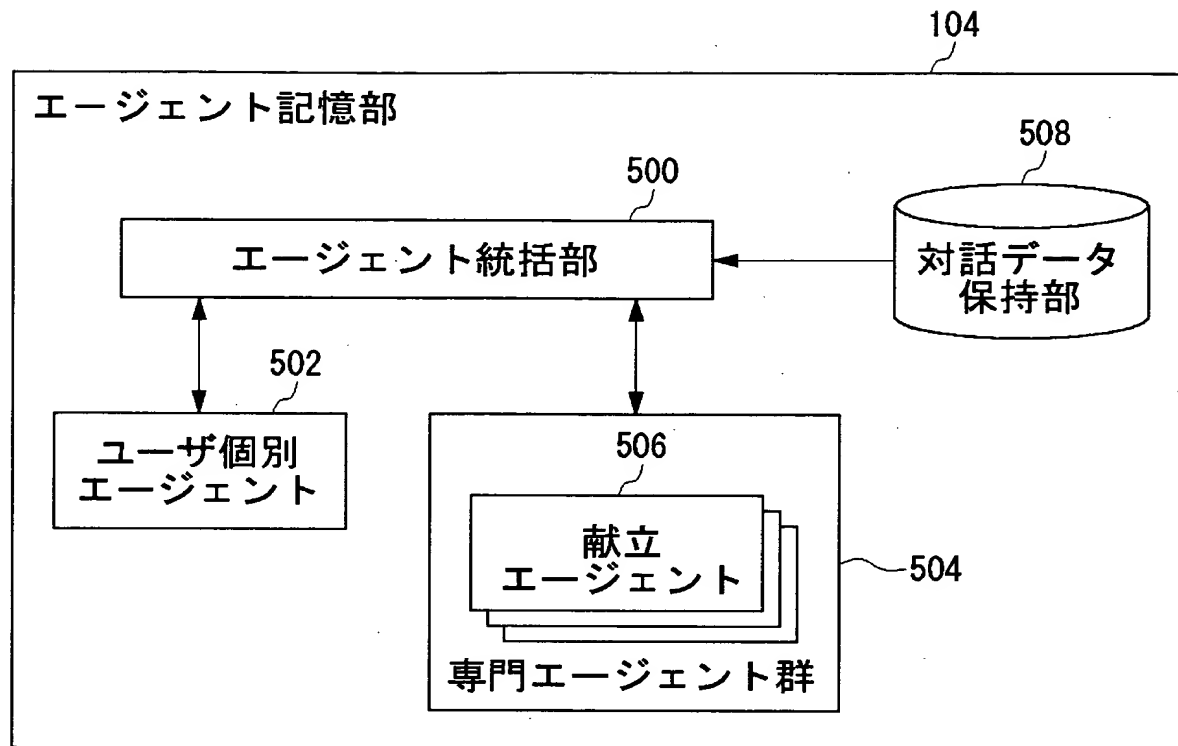 104
エージェント記憶部
508
500
エージェント統括部
対話データ
保持部
502
ユーザ個別
エージェント
506
献立
エージェント
504
専門エージェント群